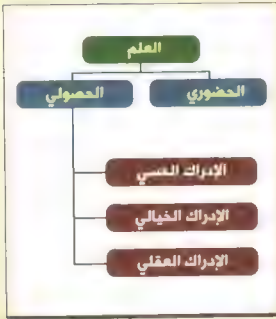 العلم
الحضوري
الحصولي
الإدراك الحسي
الإدراك الخيالي
الإدراك العقلي